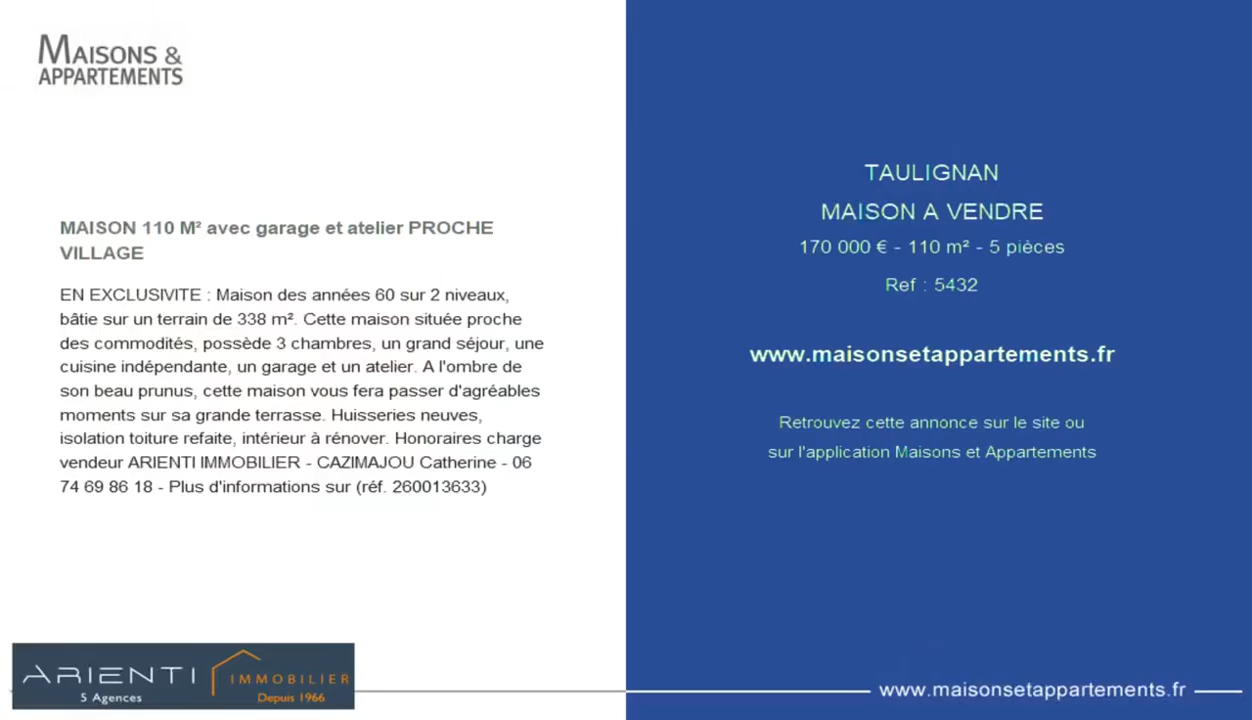 MAISONS &
APPARTEMENTS
MAISON 110 M² avec garage et atelier PROCHE
VILLAGE
EN EXCLUSIVITE : Maison des années 60 sur 2 niveaux,
bâtie sur un terrain de 338 m². Cette maison située proche
des commodités, possède 3 chambres, un grand séjour, une
cuisine indépendante, un garage et un atelier. A l'ombre de
son beau prunus, cette maison vous fera passer d'agréables
moments sur sa grande terrasse. Huisseries neuves,
isolation toiture refaite, intérieur à rénover. Honoraires charge
vendeur ARIENTI IMMOBILIER - CAZIMAJOU Catherine - 06
74 69 86 18 - Plus d'informations sur (réf. 260013633)
ARIENTI IMMOBILIER
5 Agences Depuis 1966
TAULIGNAN
MAISON A VENDRE
170 000 € - 110 m² - 5 pièces
Ref : 5432
www.maisonsetappartements.fr
Retrouvez cette annonce sur le site ou
sur l'application Maisons et Appartements
www.maisonsetappartements.fr